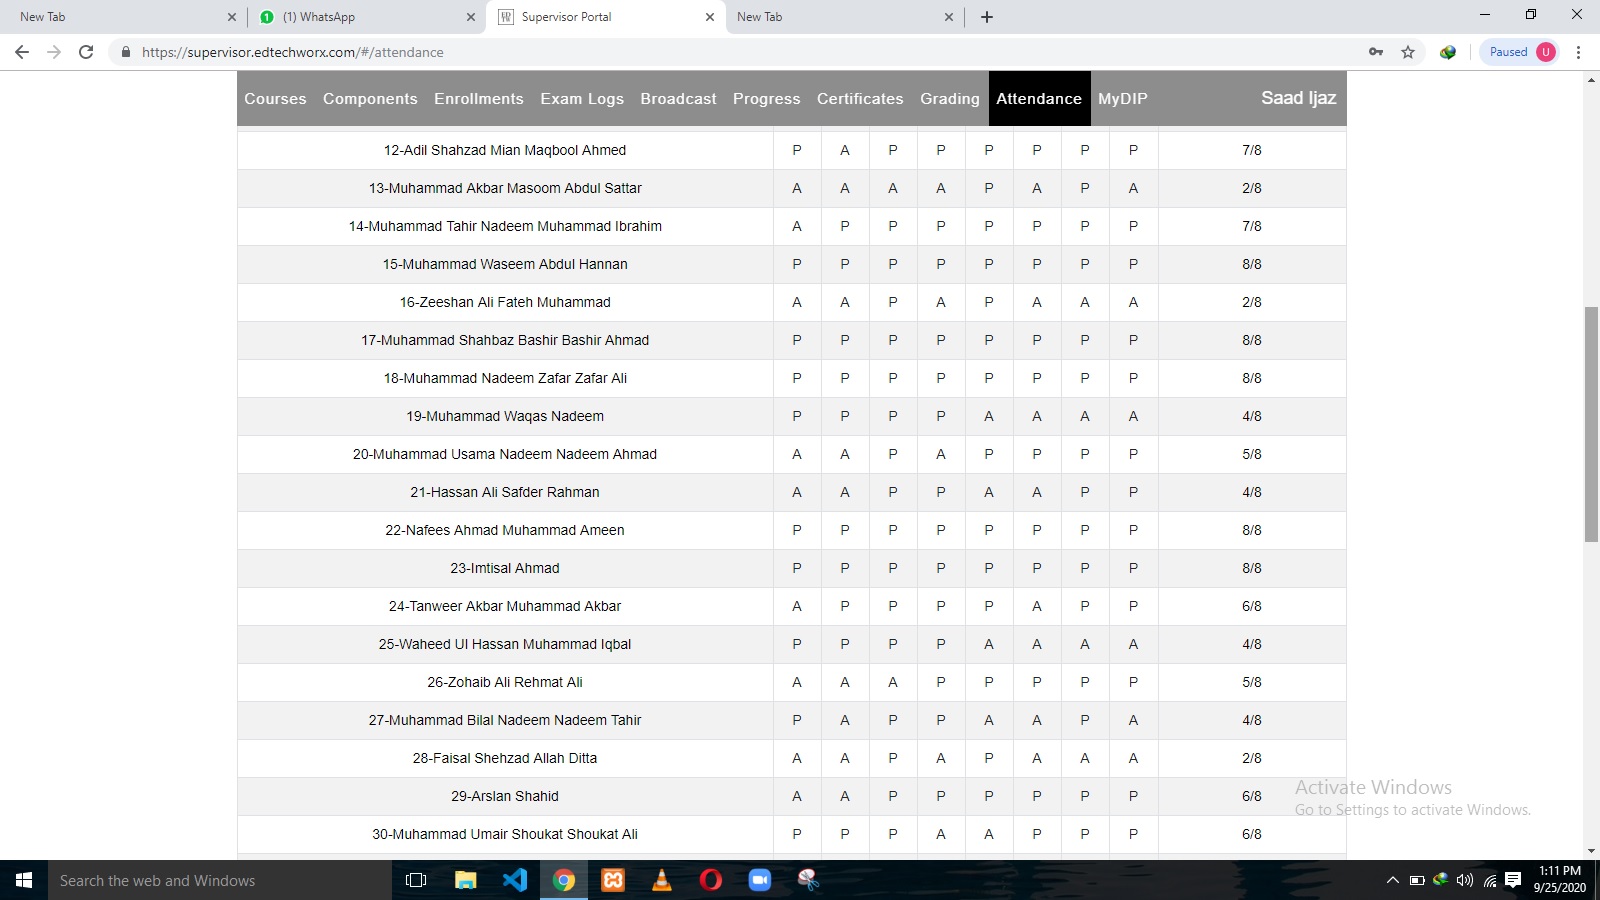 New Tab
1 (1) WhatsApp
Supervisor Portal
New Tab
https://supervisor.edtechworx.com/#/attendance
Paused U
Courses Components Enrollments Exam Logs Broadcast Progress Certificates Grading Attendance MyDIP Saad Ijaz
12-Adil Shahzad Mian Maqbool Ahmed P A P P P P P P 7/8
13-Muhammad Akbar Masoom Abdul Sattar A A A A P A P A 2/8
14-Muhammad Tahir Nadeem Muhammad Ibrahim A P P P P P P P 7/8
15-Muhammad Waseem Abdul Hannan P P P P P P P P 8/8
16-Zeeshan Ali Fateh Muhammad A A P A P A A A 2/8
17-Muhammad Shahbaz Bashir Bashir Ahmad P P P P P P P P 8/8
18-Muhammad Nadeem Zafar Zafar Ali P P P P P P P P 8/8
19-Muhammad Waqas Nadeem P P P P A A A A 4/8
20-Muhammad Usama Nadeem Nadeem Ahmad A A P A P P P P 5/8
21-Hassan Ali Safder Rahman A A P P A A P P 4/8
22-Nafees Ahmad Muhammad Ameen P P P P P P P P 8/8
23-Imtisal Ahmad P P P P P P P P 8/8
24-Tanweer Akbar Muhammad Akbar A P P P P A P P 6/8
25-Waheed Ul Hassan Muhammad Iqbal P P P P A A A A 4/8
26-Zohaib Ali Rehmat Ali A A A P P P P P 5/8
27-Muhammad Bilal Nadeem Nadeem Tahir P A P P A A P A 4/8
28-Faisal Shehzad Allah Ditta A A P A P A A A 2/8
29-Arslan Shahid A A P P P P P P 6/8
30-Muhammad Umair Shoukat Shoukat Ali P P P A A P P P 6/8
Activate Windows
Go to Settings to activate Windows.
Search the web and Windows
1:11 PM
9/25/2020